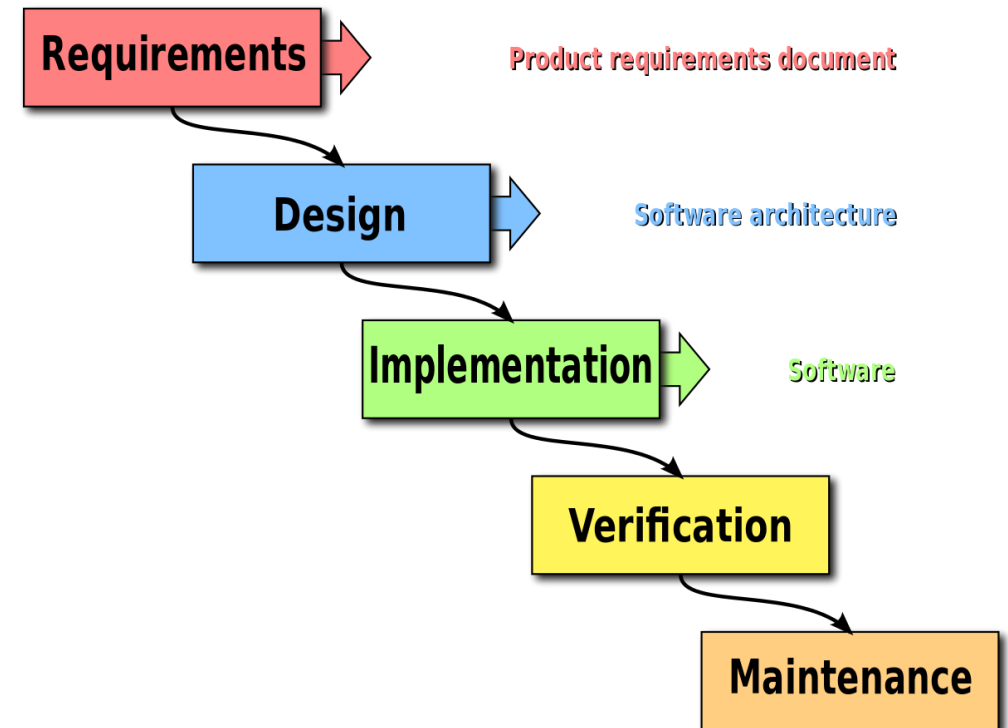 Requirements
Product requirements document
Design
Software architecture
Implementation
Software
Verification
Maintenance